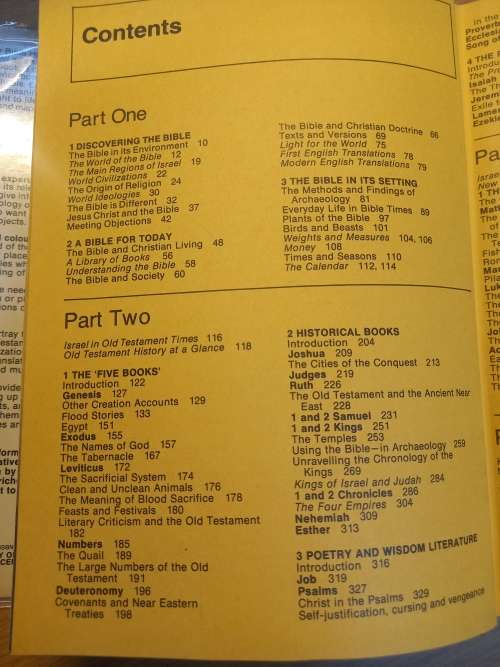 Contents
Part One
1 DISCOVERING THE BIBLE
The Bible in its Environment 10
The World of the Bible 12
The Main Regions of Israel 19
World Civilizations 22
The Origin of Religion 24
World Ideologies 30
The Bible is Different 32
Jesus Christ and the Bible 37
Meeting Objections 42
2 A BIBLE FOR TODAY
The Bible and Christian Living 48
A Library of Books 56
Understanding the Bible 58
The Bible and Society 60
The Bible and Christian Doctrine 66
Texts and Versions 69
Light for the World 75
First English Translations 78
Modern English Translations 79
3 THE BIBLE IN ITS SETTING
The Methods and Findings of
Archaeology 81
Everyday Life in Bible Times 89
Plants of the Bible 97
Birds and Beasts 101
Weights and Measures 104, 106
Money 108
Times and Seasons 110
The Calendar 112, 114
Part Two
Israel in Old Testament Times 116
Old Testament History at a Glance 118
1 THE 'FIVE BOOKS'
Introduction 122
Genesis 127
Other Creation Accounts 129
Flood Stories 133
Egypt 151
Exodus 155
The Names of God 157
The Tabernacle 167
Leviticus 172
The Sacrificial System 174
Clean and Unclean Animals 176
The Meaning of Blood Sacrifice 178
Feasts and Festivals 180
Literary Criticism and the Old Testament
182
Numbers 185
The Quail 189
The Large Numbers of the Old
Testament 191
Deuteronomy 196
Covenants and Near Eastern
Treaties 198
2 HISTORICAL BOOKS
Introduction 204
Joshua 209
The Cities of the Conquest 213
Judges 219
Ruth 226
The Old Testament and the Ancient Near
East 228
1 and 2 Samuel 231
1 and 2 Kings 251
The Temples 253
Using the Bible—in Archaeology 259
Unravelling the Chronology of the
Kings 269
Kings of Israel and Judah 284
1 and 2 Chronicles 286
The Four Empires 304
Nehemiah 309
Esther 313
3 POETRY AND WISDOM LITERATURE
Introduction 316
Job 319
Psalms 327
Christ in the Psalms 329
Self-justification, cursing and vengeance